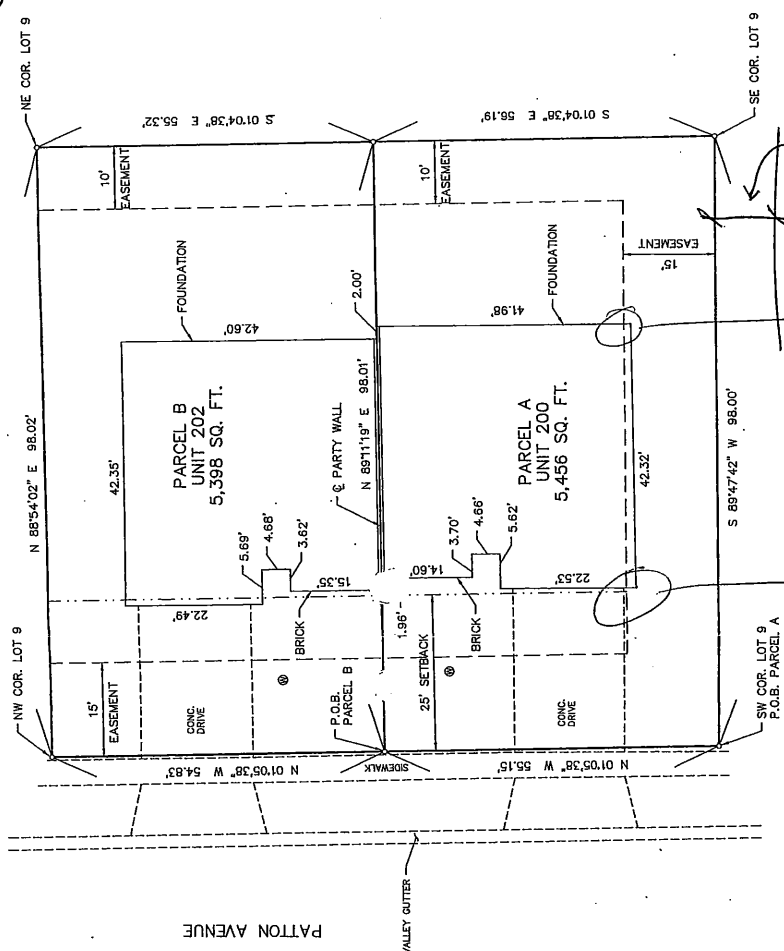 NW COR. LOT 9
NE COR. LOT 9
N 88°54'02" E 98.02'
S 01°04'38" E 55.32'
10'
EASEMENT
15'
EASEMENT
42.35'
FOUNDATION
42.60'
PARCEL B
UNIT 202
5,398 SQ. FT.
5.69'
4.68'
3.62'
22.49'
15.35'
BRICK
CONC.
DRIVE
W
N 01°05'38" W 54.83'
P.O.B.
PARCEL B
SIDEWALK
℄ PARTY WALL
N 89°11'19" E 98.01'
2.00'
1.96'
25' SETBACK
S 01°04'38" E 56.19'
10'
EASEMENT
14.60'
3.70'
4.66'
5.62'
BRICK
22.53'
PARCEL A
UNIT 200
5,456 SQ. FT.
41.98'
FOUNDATION
W
CONC.
DRIVE
N 01°05'38" W 55.15'
42.32'
15'
EASEMENT
S 89°47'42" W 98.00'
SW COR. LOT 9
P.O.B. PARCEL A
SE COR. LOT 9
VALLEY GUTTER
PATTON AVENUE